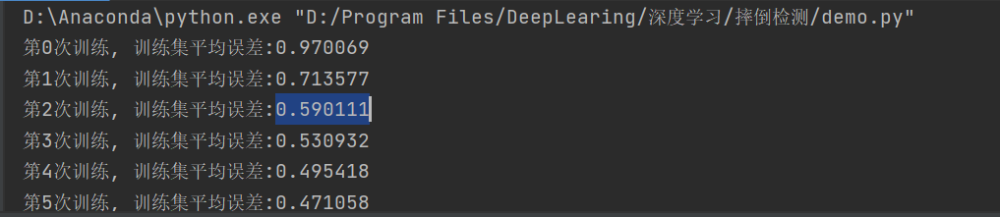 D:\Anaconda\python.exe "D:/Program Files/DeepLearing/深度学习/摔倒检测/demo.py"
第0次训练, 训练集平均误差:0.970069
第1次训练, 训练集平均误差:0.713577
第2次训练, 训练集平均误差:0.590111
第3次训练, 训练集平均误差:0.530932
第4次训练, 训练集平均误差:0.495418
第5次训练, 训练集平均误差:0.471058